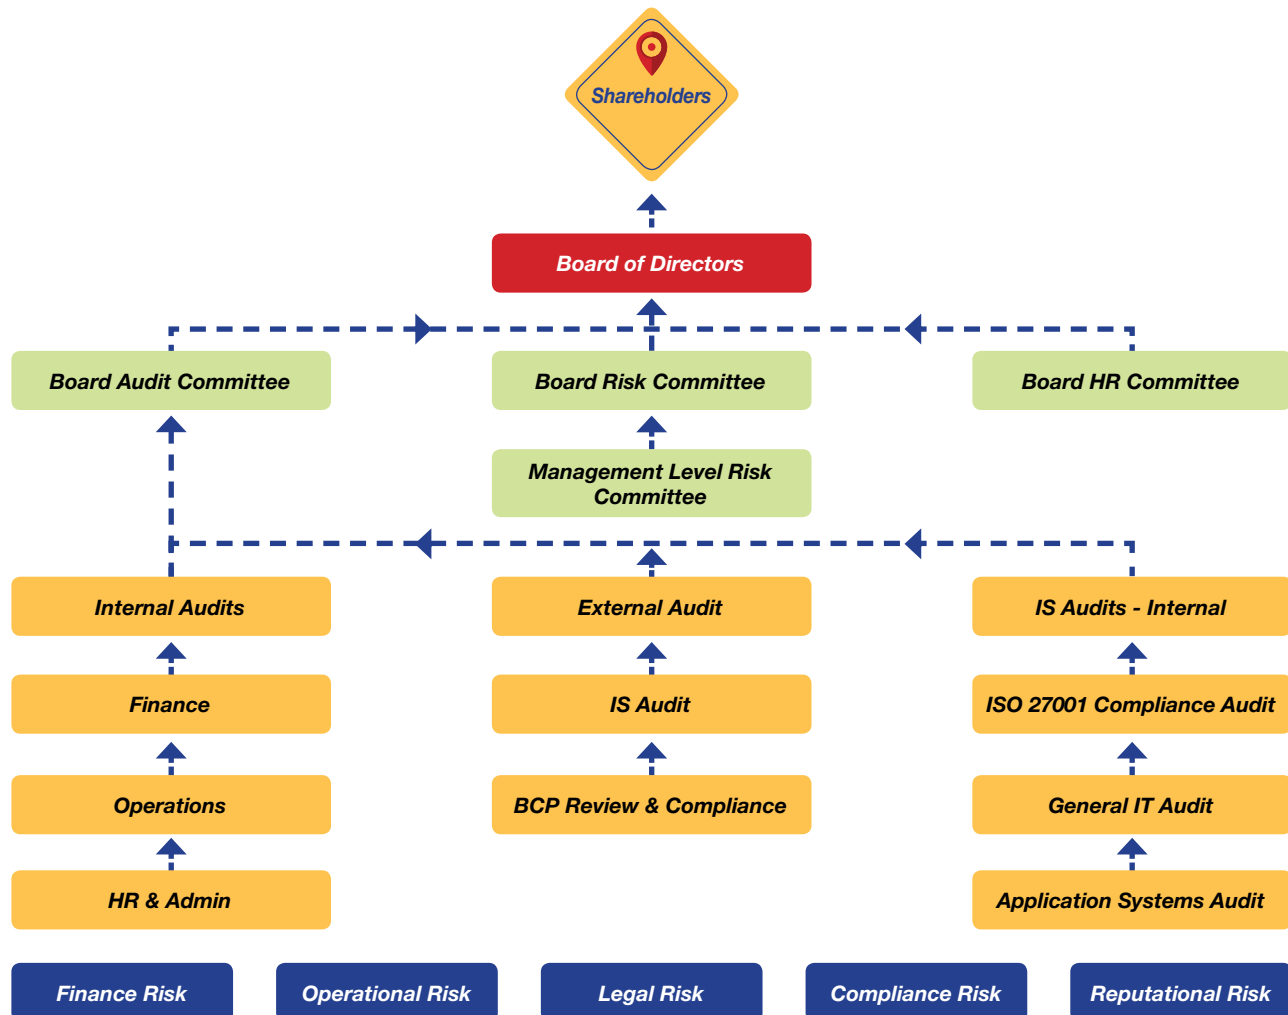 Shareholders
Board of Directors
Board Audit Committee
Board Risk Committee
Board HR Committee
Management Level Risk
Committee
Internal Audits
External Audit
IS Audits - Internal
Finance
IS Audit
ISO 27001 Compliance Audit
Operations
BCP Review & Compliance
General IT Audit
HR & Admin
Application Systems Audit
Finance Risk
Operational Risk
Legal Risk
Compliance Risk
Reputational Risk